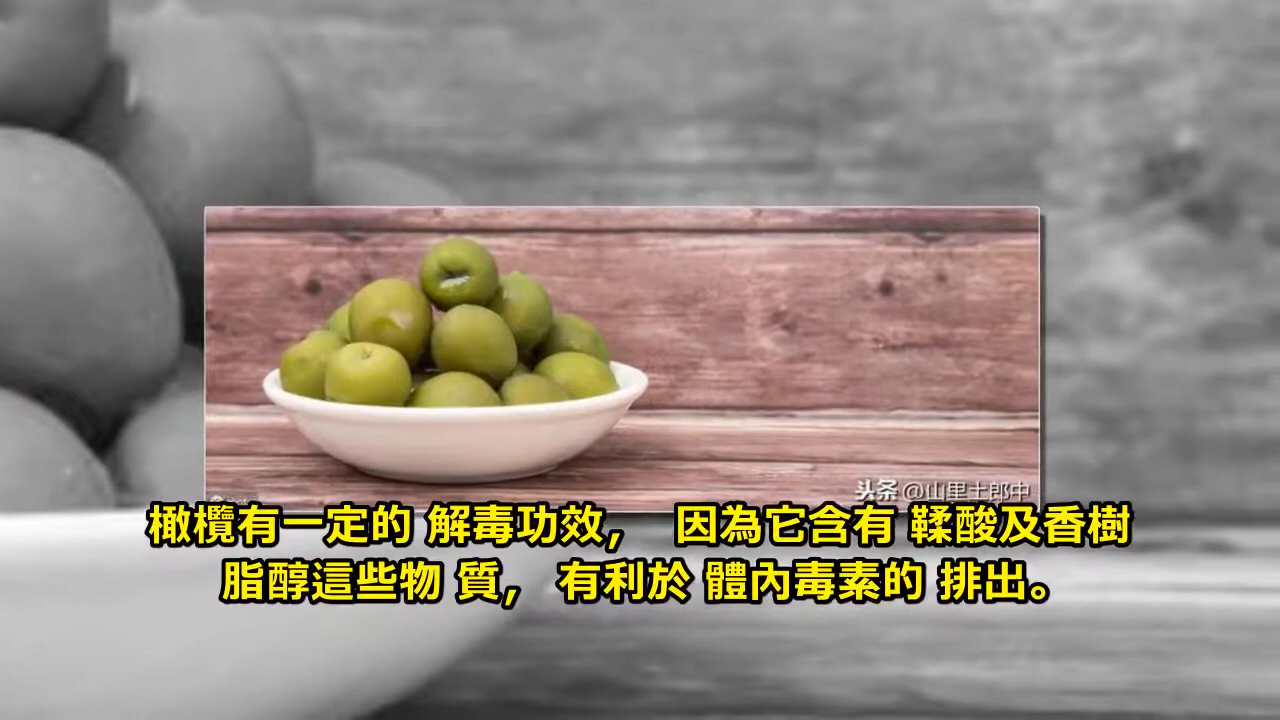 头条 @山里土郎中
橄欖有一定的 解毒功效， 因為它含有 鞣酸及香樹
脂醇這些物 質， 有利於 體內毒素的 排出。